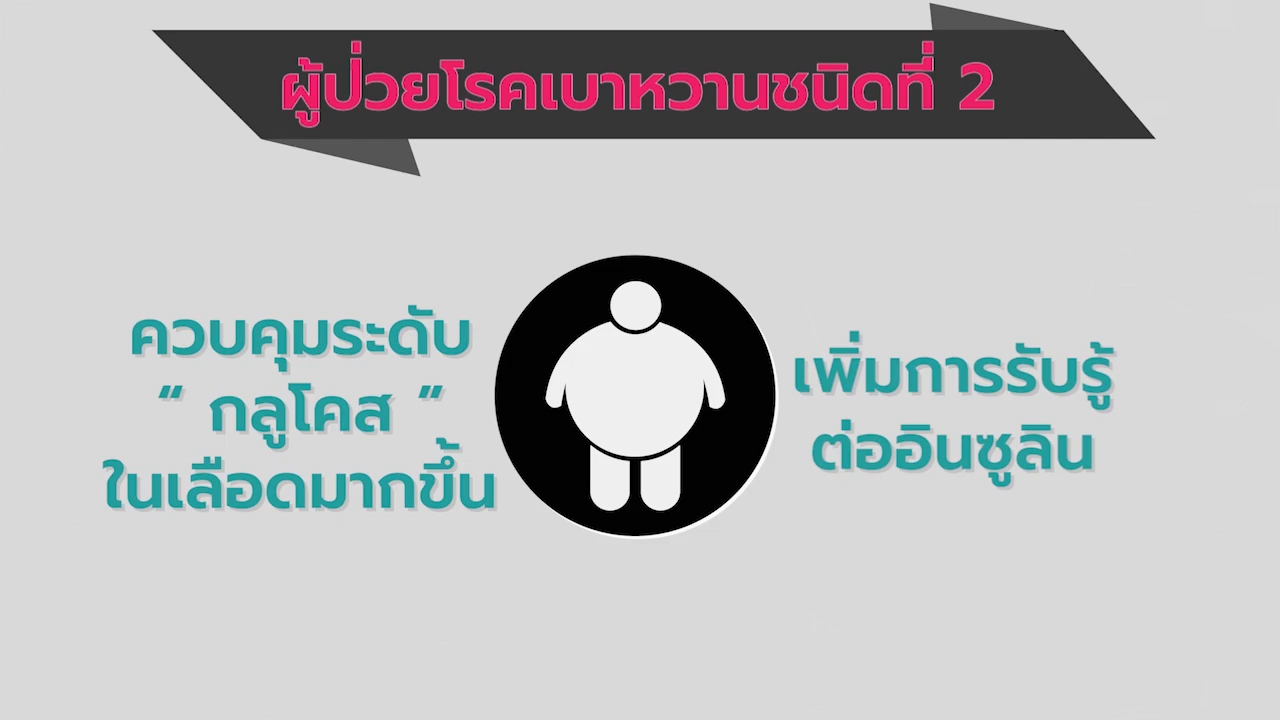 ผู้ป่วยโรคเบาหวานชนิดที่ 2
ควบคุมระดับ
“ กลูโคส ”
ในเลือดมากขึ้น
เพิ่มการรับรู้
ต่ออินซูลิน